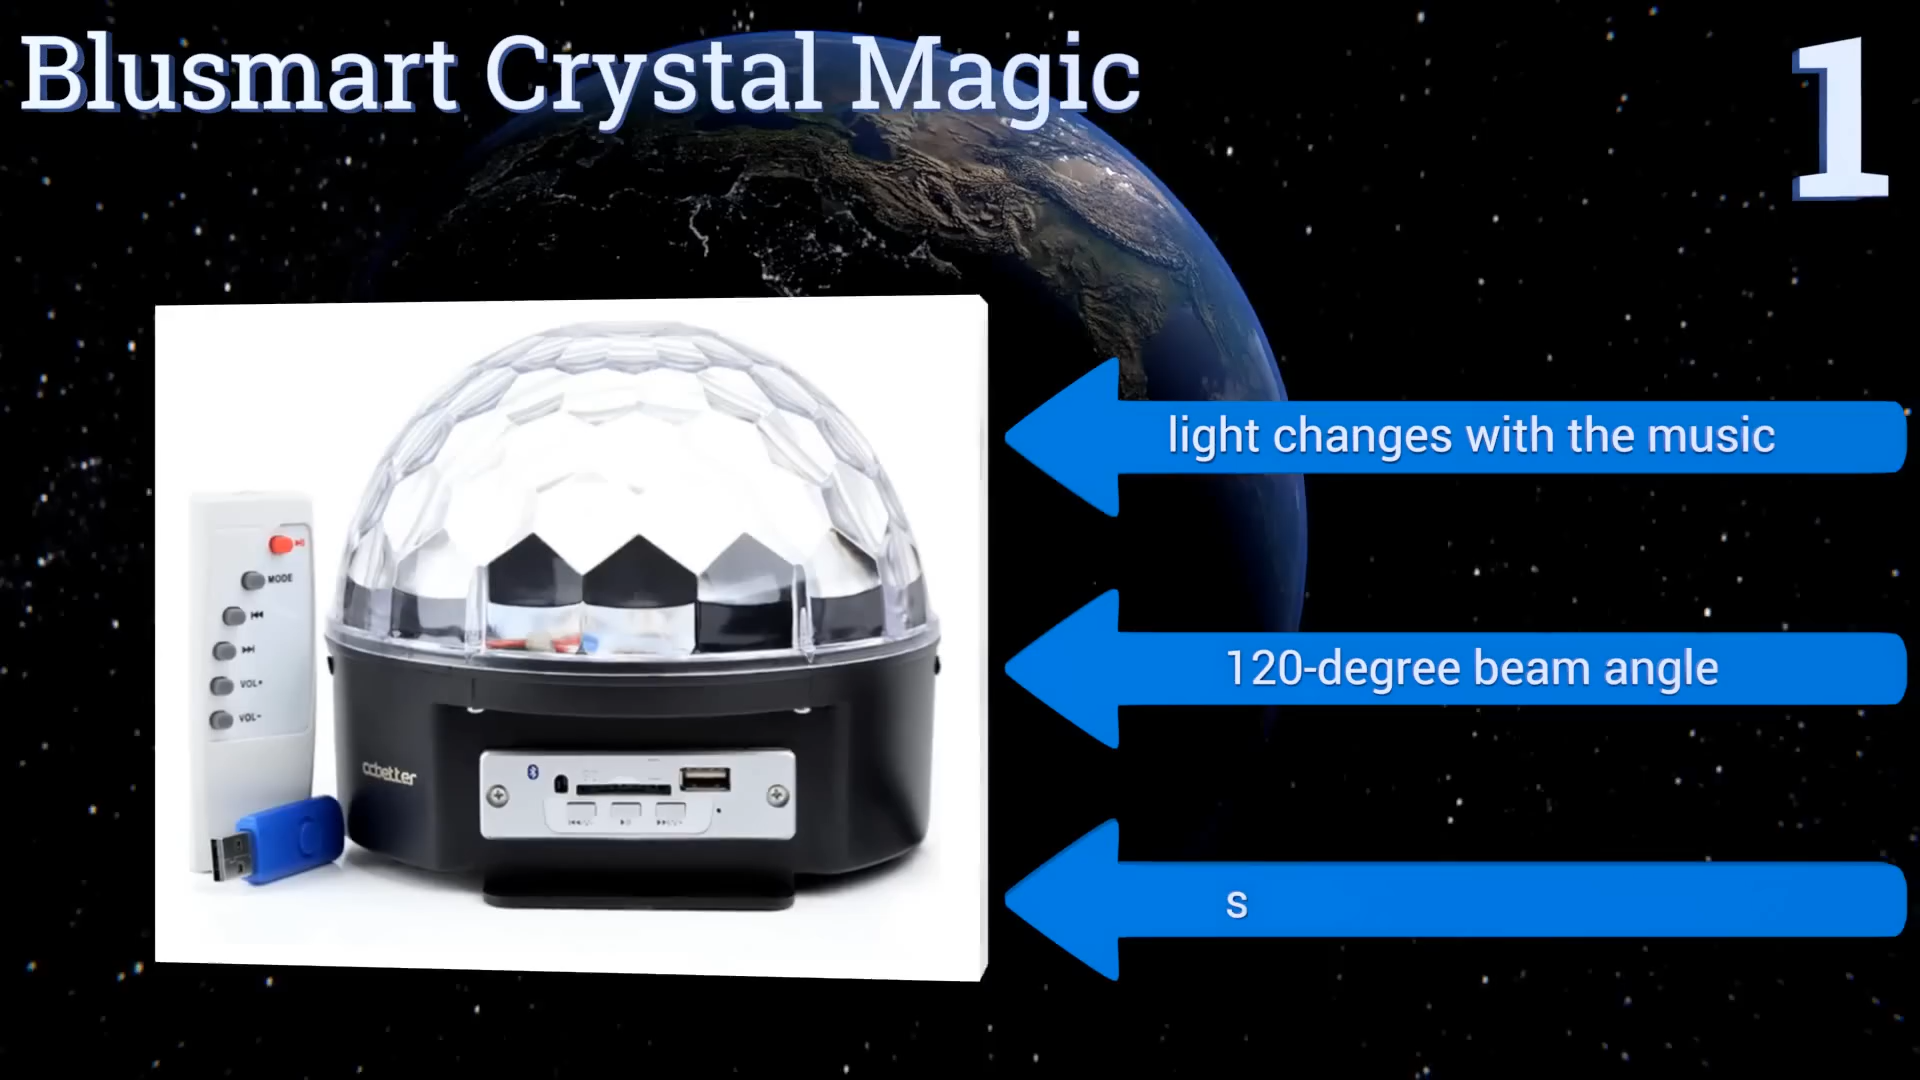 Blusmart Crystal Magic
1
light changes with the music
120-degree beam angle
s
MODE
VOL+
VOL-
ccbetter